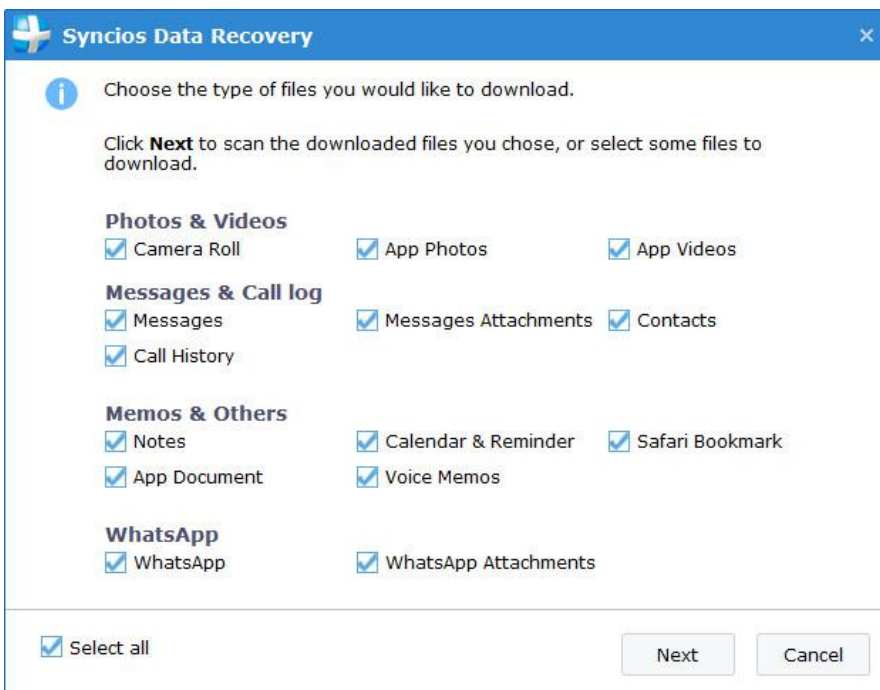 Syncios Data Recovery
Choose the type of files you would like to download.
Click Next to scan the downloaded files you chose, or select some files to
download.
Photos & Videos
Camera Roll App Photos App Videos
Messages & Call log
Messages Messages Attachments Contacts
Call History
Memos & Others
Notes Calendar & Reminder Safari Bookmark
App Document Voice Memos
WhatsApp
WhatsApp WhatsApp Attachments
Select all Next Cancel